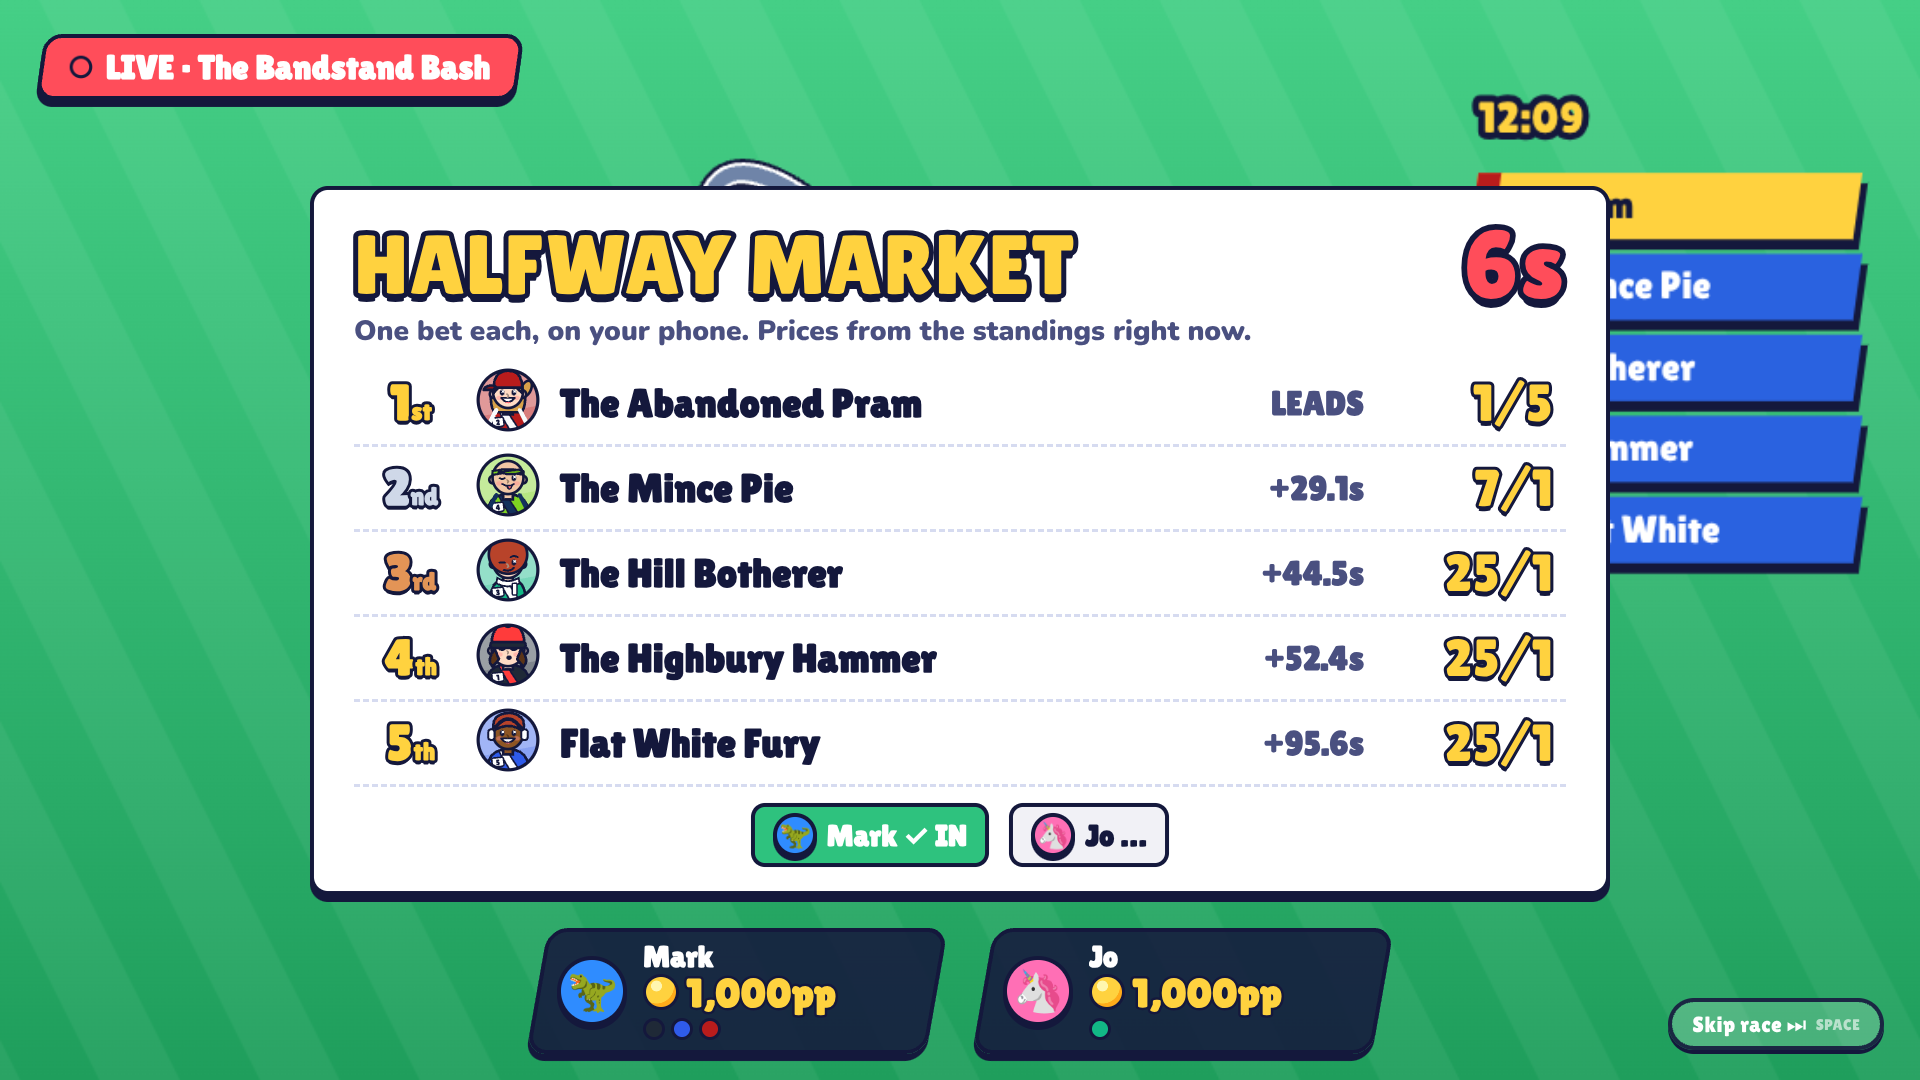 LIVE · The Bandstand Bash
12:09
HALFWAY MARKET
6s
One bet each, on your phone. Prices from the standings right now.
1st The Abandoned Pram LEADS 1/5
2nd The Mince Pie +29.1s 7/1
3rd The Hill Botherer +44.5s 25/1
4th The Highbury Hammer +52.4s 25/1
5th Flat White Fury +95.6s 25/1
Pie
White
Mark ✓ IN
Jo ...
Mark
1,000pp
Jo
1,000pp
Skip race ⏭ SPACE